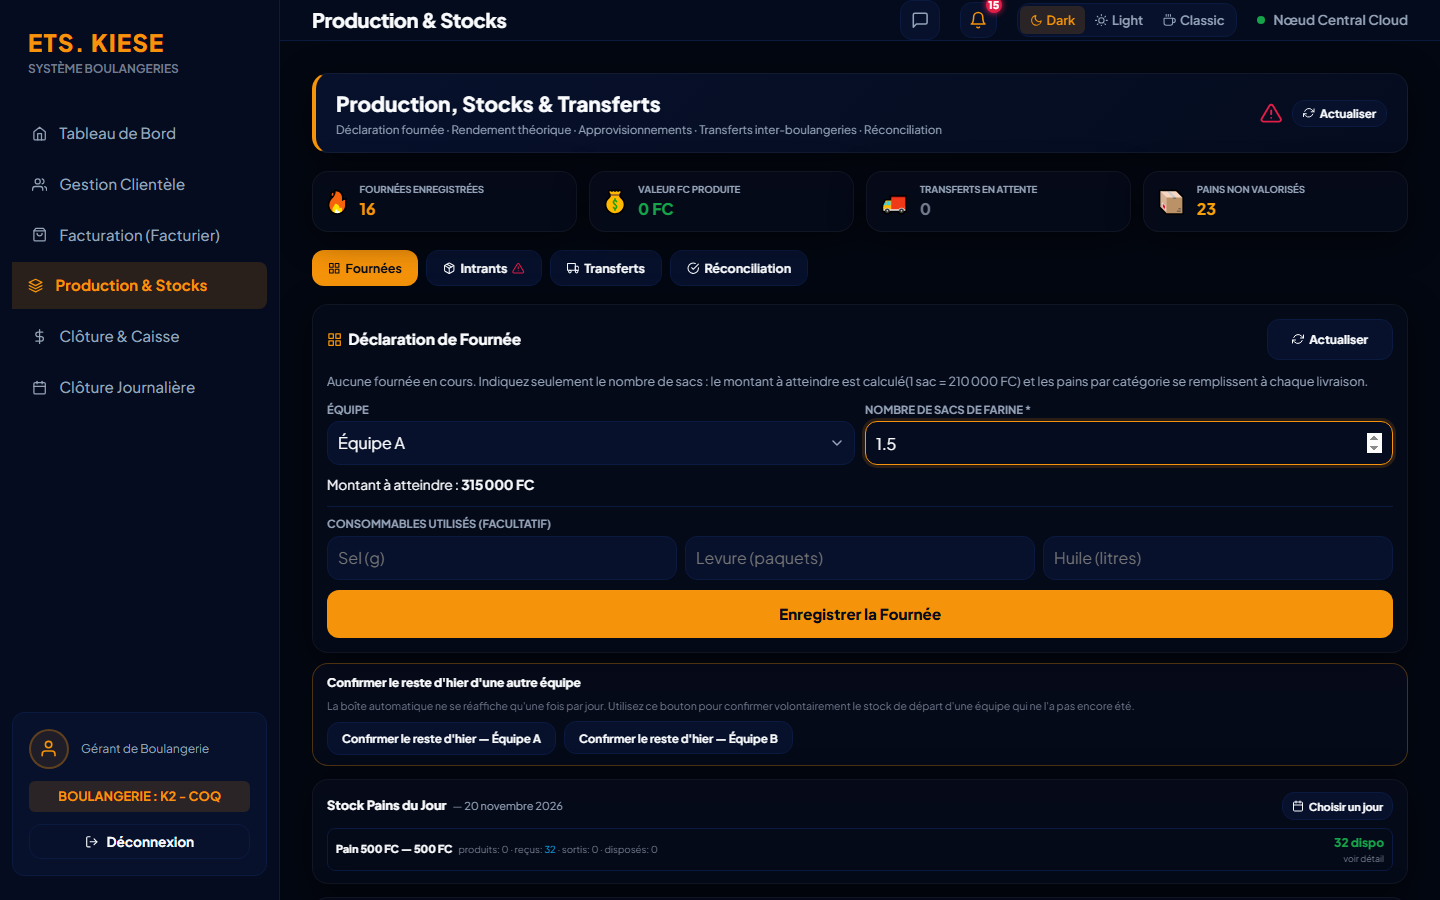 ETS. KIESE
SYSTÈME BOULANGERIES
Tableau de Bord
Gestion Clientèle
Facturation (Facturier)
Production & Stocks
Clôture & Caisse
Clôture Journalière
Gérant de Boulangerie
BOULANGERIE : K2 - COQ
Déconnexion
Production & Stocks
15
Dark
Light
Classic
Nœud Central Cloud
Production, Stocks & Transferts
Déclaration fournée · Rendement théorique · Approvisionnements · Transferts inter-boulangeries · Réconciliation
Actualiser
FOURNÉES ENREGISTRÉES
16
VALEUR FC PRODUITE
0 FC
TRANSFERTS EN ATTENTE
0
PAINS NON VALORISÉS
23
Fournées
Intrants
Transferts
Réconciliation
Déclaration de Fournée
Actualiser
Aucune fournée en cours. Indiquez seulement le nombre de sacs : le montant à atteindre est calculé(1 sac = 210 000 FC) et les pains par catégorie se remplissent à chaque livraison.
ÉQUIPE
Équipe A
NOMBRE DE SACS DE FARINE *
1.5
Montant à atteindre : 315 000 FC
CONSOMMABLES UTILISÉS (FACULTATIF)
Sel (g)
Levure (paquets)
Huile (litres)
Enregistrer la Fournée
Confirmer le reste d'hier d'une autre équipe
La boîte automatique ne se réaffiche qu'une fois par jour. Utilisez ce bouton pour confirmer volontairement le stock de départ d'une équipe qui ne l'a pas encore été.
Confirmer le reste d'hier — Équipe A
Confirmer le reste d'hier — Équipe B
Stock Pains du Jour — 20 novembre 2026
Choisir un jour
Pain 500 FC — 500 FC produits: 0 · reçus: 32 · sortis: 0 · disposés: 0
32 dispo
voir détail